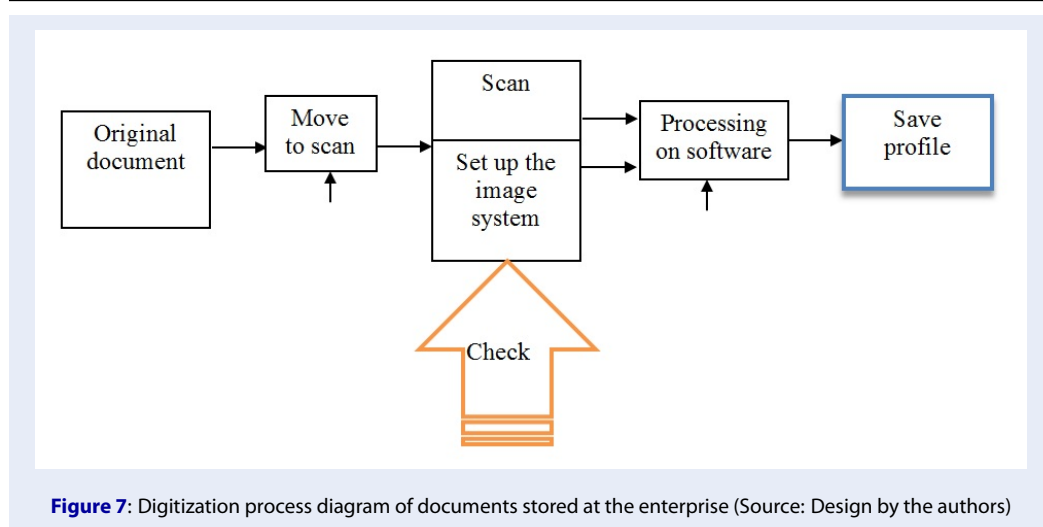 Original
document
Move
to scan
Scan
Set up the
image
system
Processing
on software
Save
profile
Check
Figure 7: Digitization process diagram of documents stored at the enterprise (Source: Design by the authors)